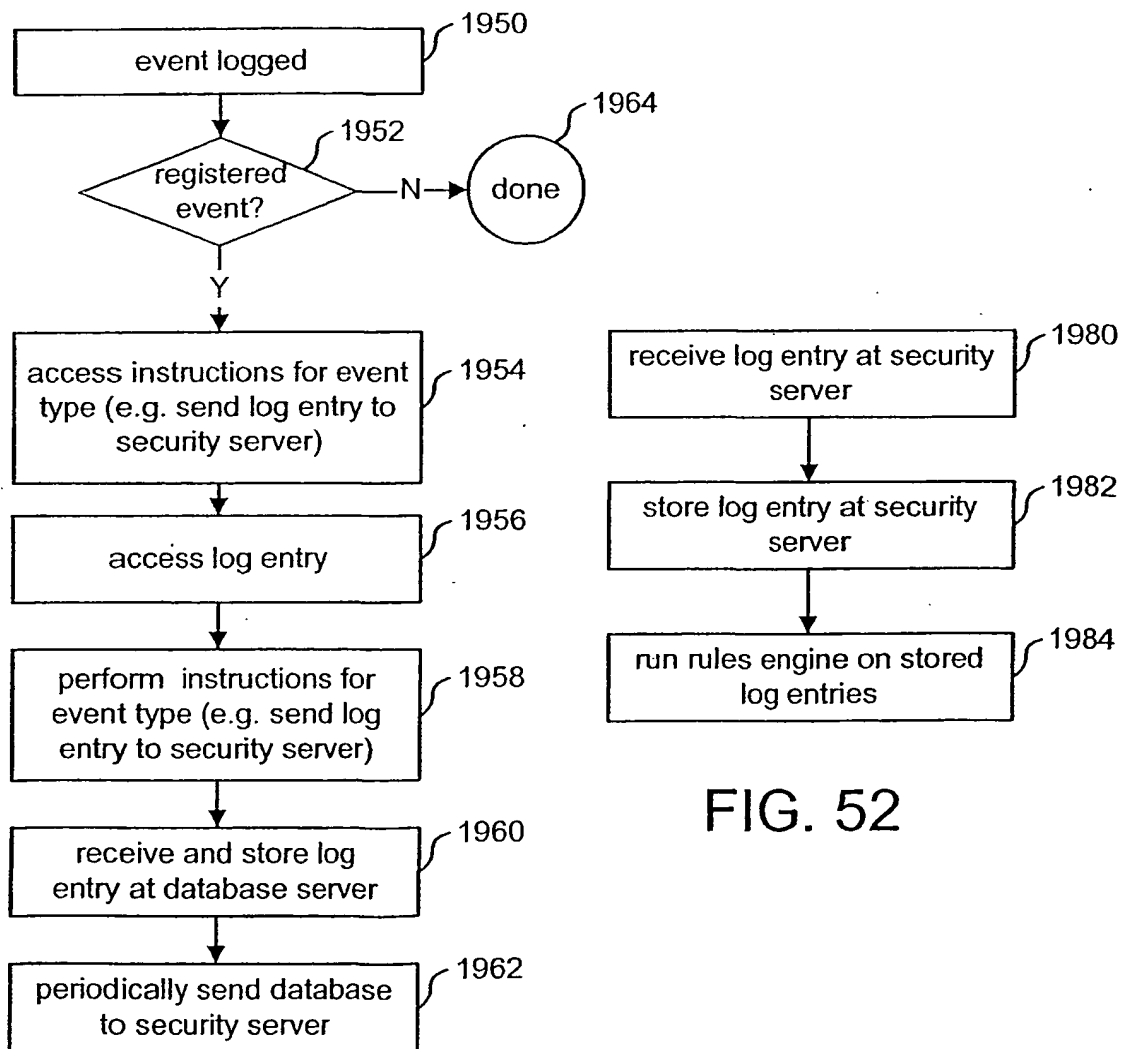 event logged
1950
registered
event?
1952
N
done
1964
Y
access instructions for event
type (e.g. send log entry to
security server)
1954
access log entry
1956
perform instructions for
event type (e.g. send log
entry to security server)
1958
receive and store log
entry at database server
1960
periodically send database
to security server
1962
receive log entry at security
server
1980
store log entry at security
server
1982
run rules engine on stored
log entries
1984
FIG. 52